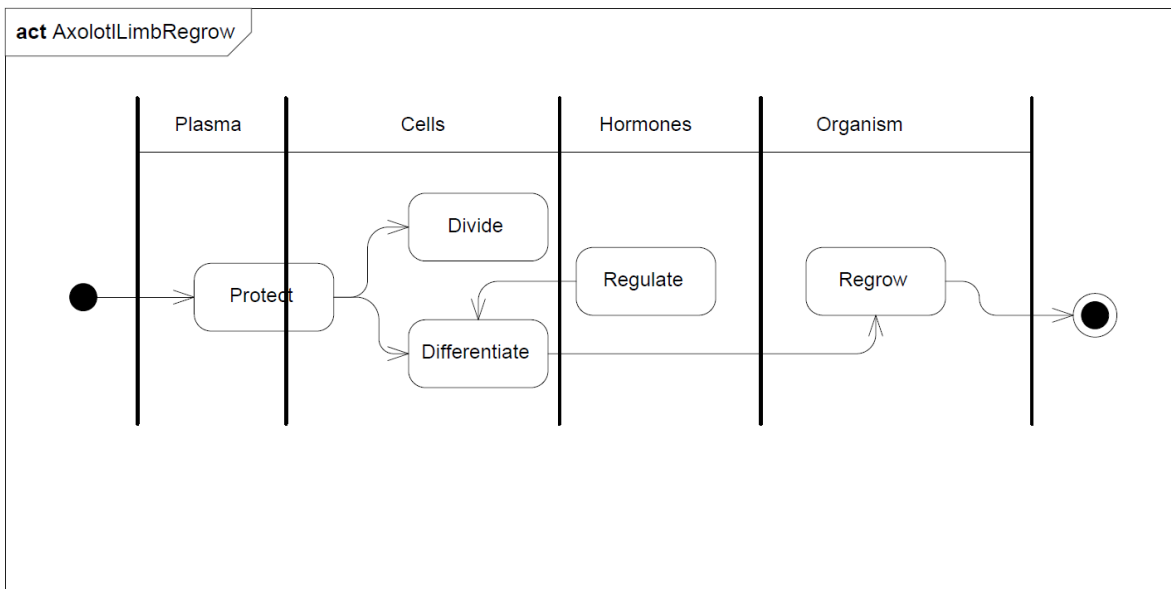 act AxolotlLimbRegrow
Plasma
Cells
Hormones
Organism
Divide
Protect
Regulate
Regrow
Differentiate